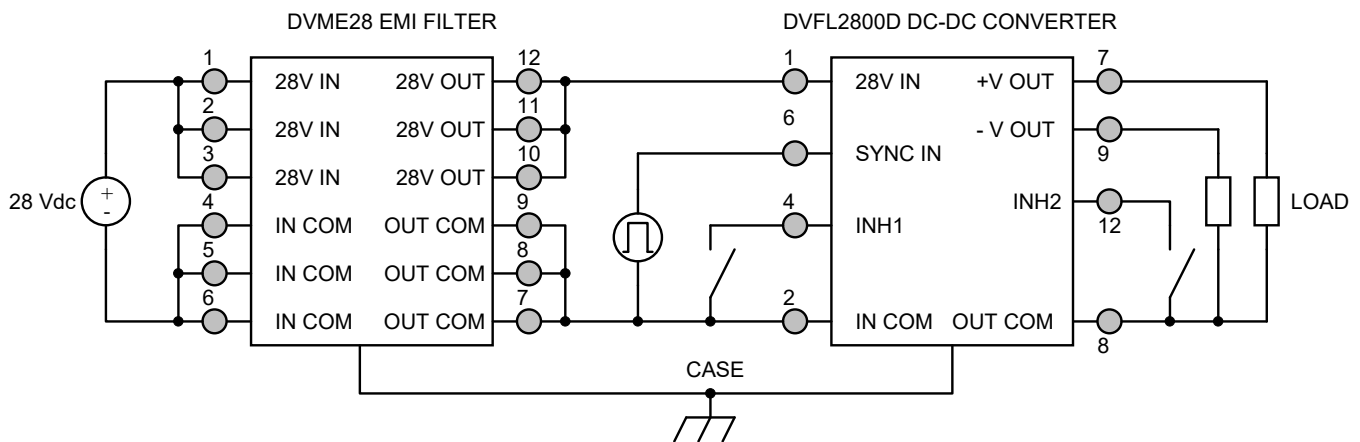 DVME28 EMI FILTER
DVFL2800D DC-DC CONVERTER
1
12
1
7
28V IN
28V OUT
28V IN
+V OUT
2
11
6
- V OUT
28V IN
28V OUT
9
3
10
SYNC IN
28V IN
28V OUT
28 Vdc
+
-
4
9
4
INH2
LOAD
IN COM
OUT COM
INH1
12
5
8
IN COM
OUT COM
6
7
2
IN COM
OUT COM
IN COM
OUT COM
8
CASE